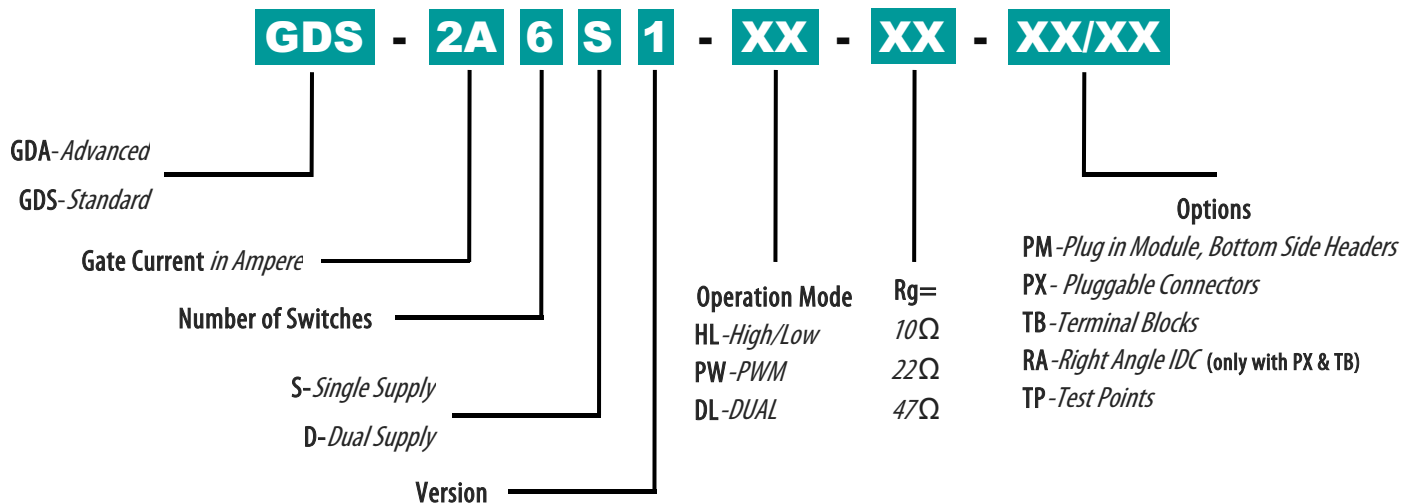 GDS - 2A 6 S 1 - XX - XX - XX/XX
GDA-Advanced
GDS-Standard
Gate Current in Ampere
Number of Switches
S-Single Supply
D-Dual Supply
Version
Operation Mode
HL-High/Low
PW-PWM
DL-DUAL
Rg=
10Ω
22Ω
47Ω
Options
PM-Plug in Module, Bottom Side Headers
PX- Pluggable Connectors
TB-Terminal Blocks
RA-Right Angle IDC (only with PX & TB)
TP-Test Points